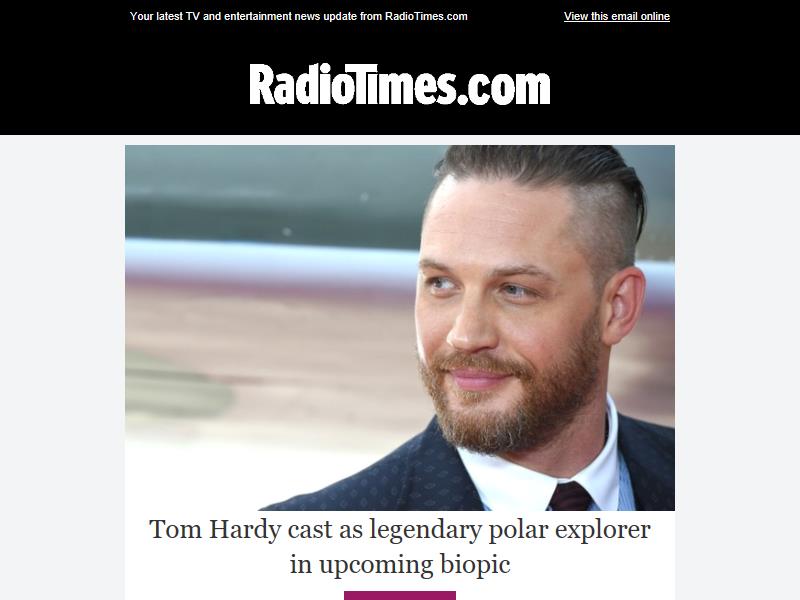 Your latest TV and entertainment news update from RadioTimes.com
View this email online
RadioTimes.com
Tom Hardy cast as legendary polar explorer
in upcoming biopic